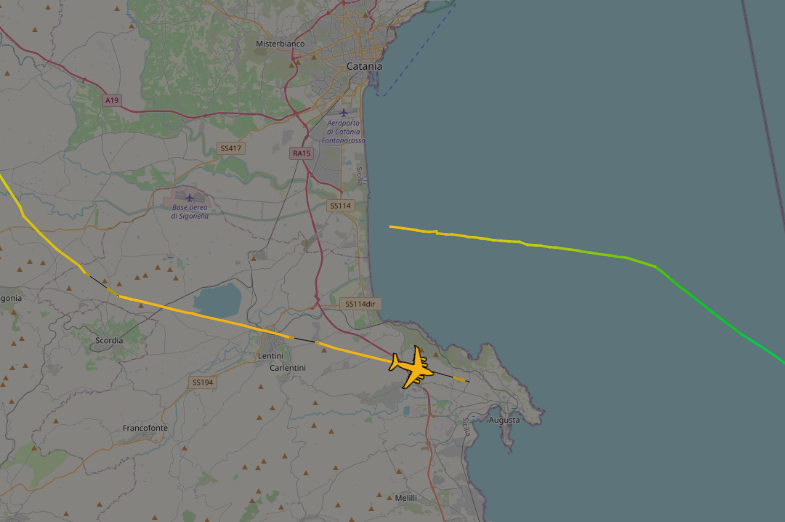 Misterbianco
Catania
A19
Aeroporto
di Catania
Fontanarossa
SS417
RA15
Sicilia
Base aerea
di Sigonella
SS114
SS114dir
gonia
Scordia
Lentini
Carlentini
SS194
Augusta
Francofonte
Melilli